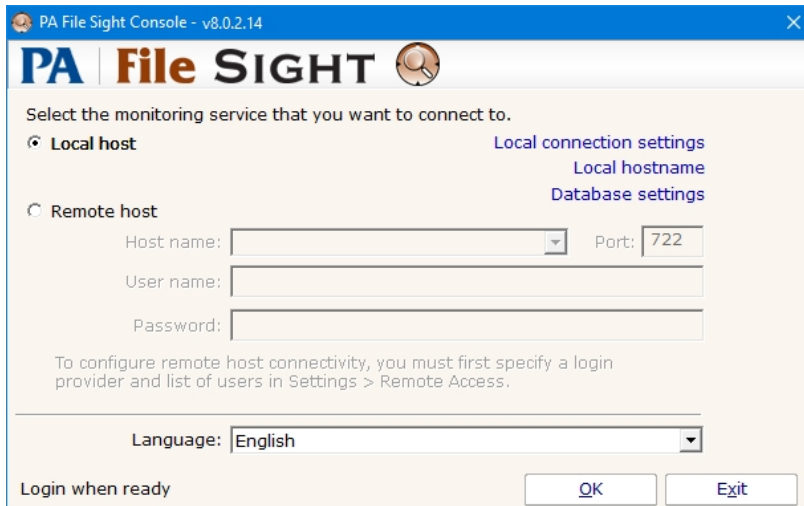 PA File Sight Console - v8.0.2.14
PA File SIGHT
Select the monitoring service that you want to connect to.
Local host
Local connection settings
Local hostname
Database settings
Remote host
Host name: Port: 722
User name:
Password:
To configure remote host connectivity, you must first specify a login
provider and list of users in Settings > Remote Access.
Language: English
Login when ready OK Exit